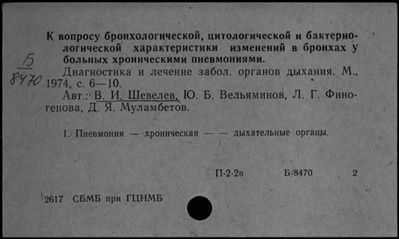 К вопросу бронхологической, цитологической и бактерио-
логической характеристики изменений в бронхах у
больных хроническими пневмониями.
Б
8470
Диагностика и лечение забол. органов дыхания. М.,
1974, с. 6—10.
Авт.: В. И. Шевелев, Ю. Б. Вельяминов, Л. Г. Фино-
генова, Д. Я. Муламбетов.
1. Пневмония — хроническая — — дыхательные органы.
П-2-2в Б/8470 2
2617 СБМБ при ГЦНМБ